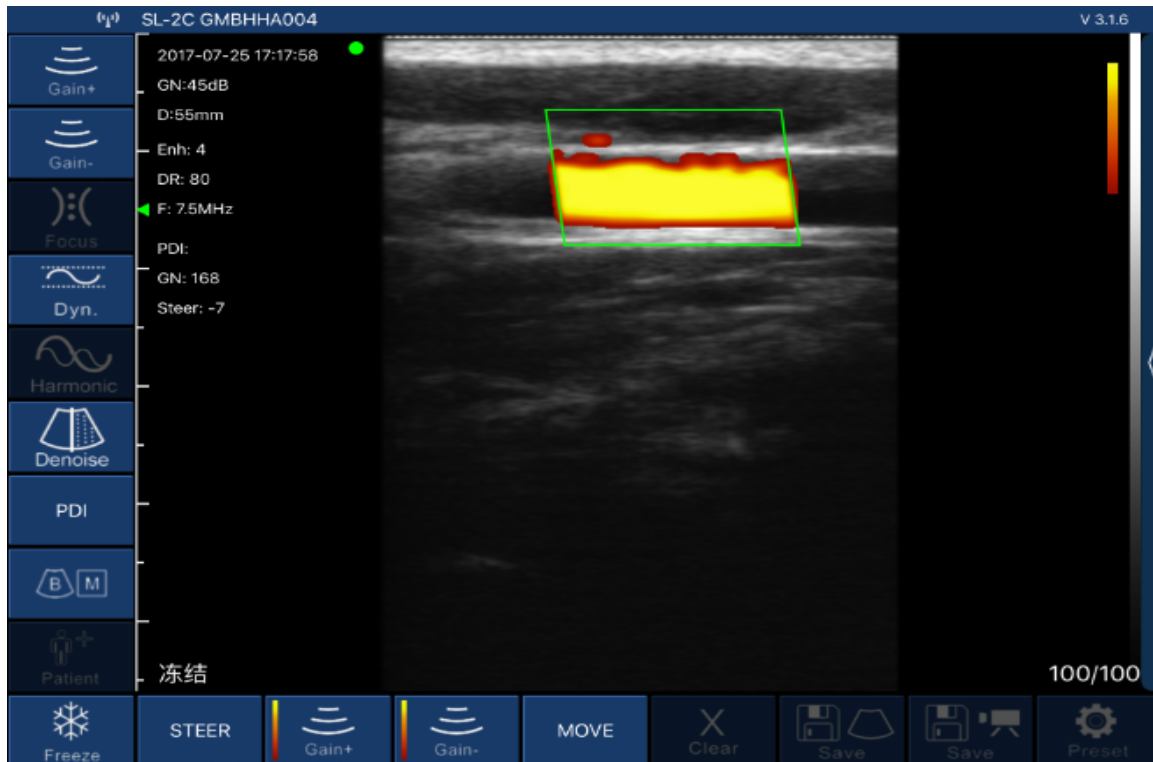 SL-2C GMBHHA004
V 3.1.6
2017-07-25 17:17:58
GN:45dB
D:55mm
Enh: 4
DR: 80
F: 7.5MHz
PDI:
GN: 168
Steer: -7
Gain+
Gain-
Focus
Dyn.
Harmonic
Denoise
PDI
B M
Patient
Freeze
冻结
100/100
STEER
Gain+
Gain-
MOVE
X
Clear
Save
Save
Preset